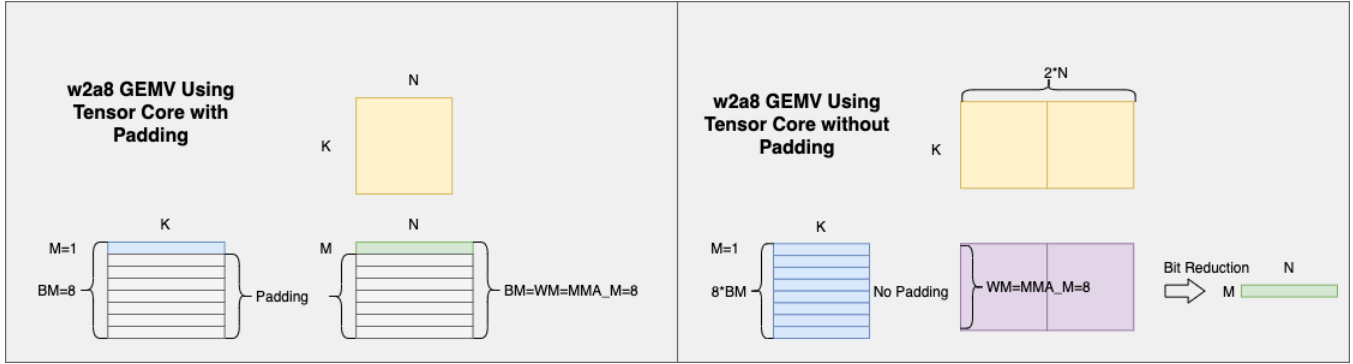 w2a8 GEMV Using
Tensor Core with
Padding
N
K
K
M=1
BM=8
Padding
N
M
BM=WM=MMA_M=8
w2a8 GEMV Using
Tensor Core without
Padding
2*N
K
K
M=1
8*BM
No Padding
WM=MMA_M=8
Bit Reduction
N
M